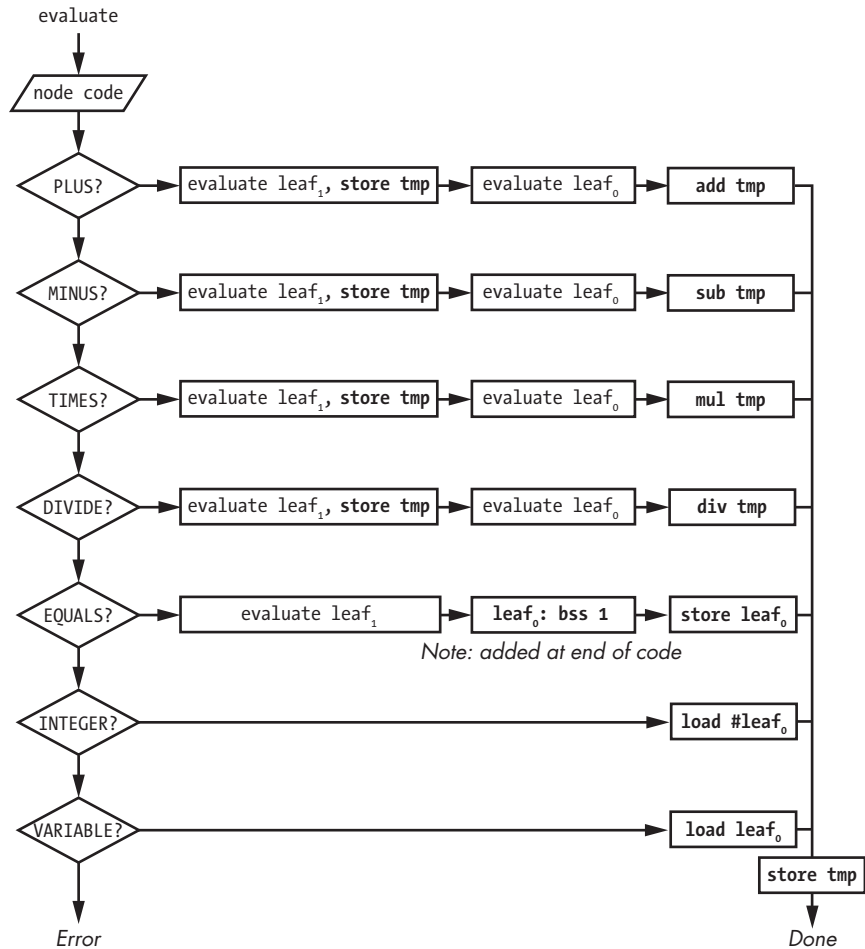 evaluate
node code
PLUS?
evaluate leaf₁, store tmp
evaluate leaf₀
add tmp
MINUS?
evaluate leaf₁, store tmp
evaluate leaf₀
sub tmp
TIMES?
evaluate leaf₁, store tmp
evaluate leaf₀
mul tmp
DIVIDE?
evaluate leaf₁, store tmp
evaluate leaf₀
div tmp
EQUALS?
evaluate leaf₁
leaf₀: bss 1
store leaf₀
Note: added at end of code
INTEGER?
load #leaf₀
VARIABLE?
load leaf₀
store tmp
Error
Done